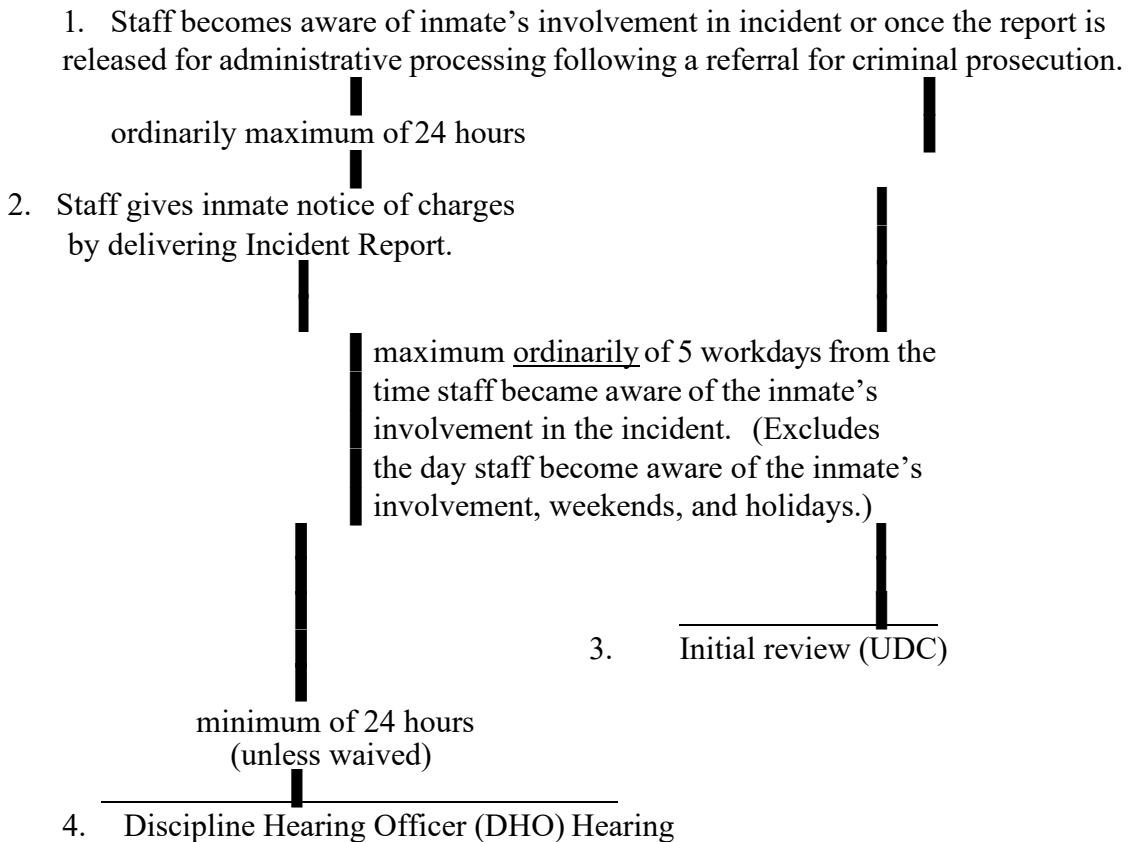 1. Staff becomes aware of inmate’s involvement in incident or once the report is
released for administrative processing following a referral for criminal prosecution.
ordinarily maximum of 24 hours
2. Staff gives inmate notice of charges
by delivering Incident Report.
maximum ordinarily of 5 workdays from the
time staff became aware of the inmate’s
involvement in the incident. (Excludes
the day staff become aware of the inmate’s
involvement, weekends, and holidays.)
3. Initial review (UDC)
minimum of 24 hours
(unless waived)
4. Discipline Hearing Officer (DHO) Hearing